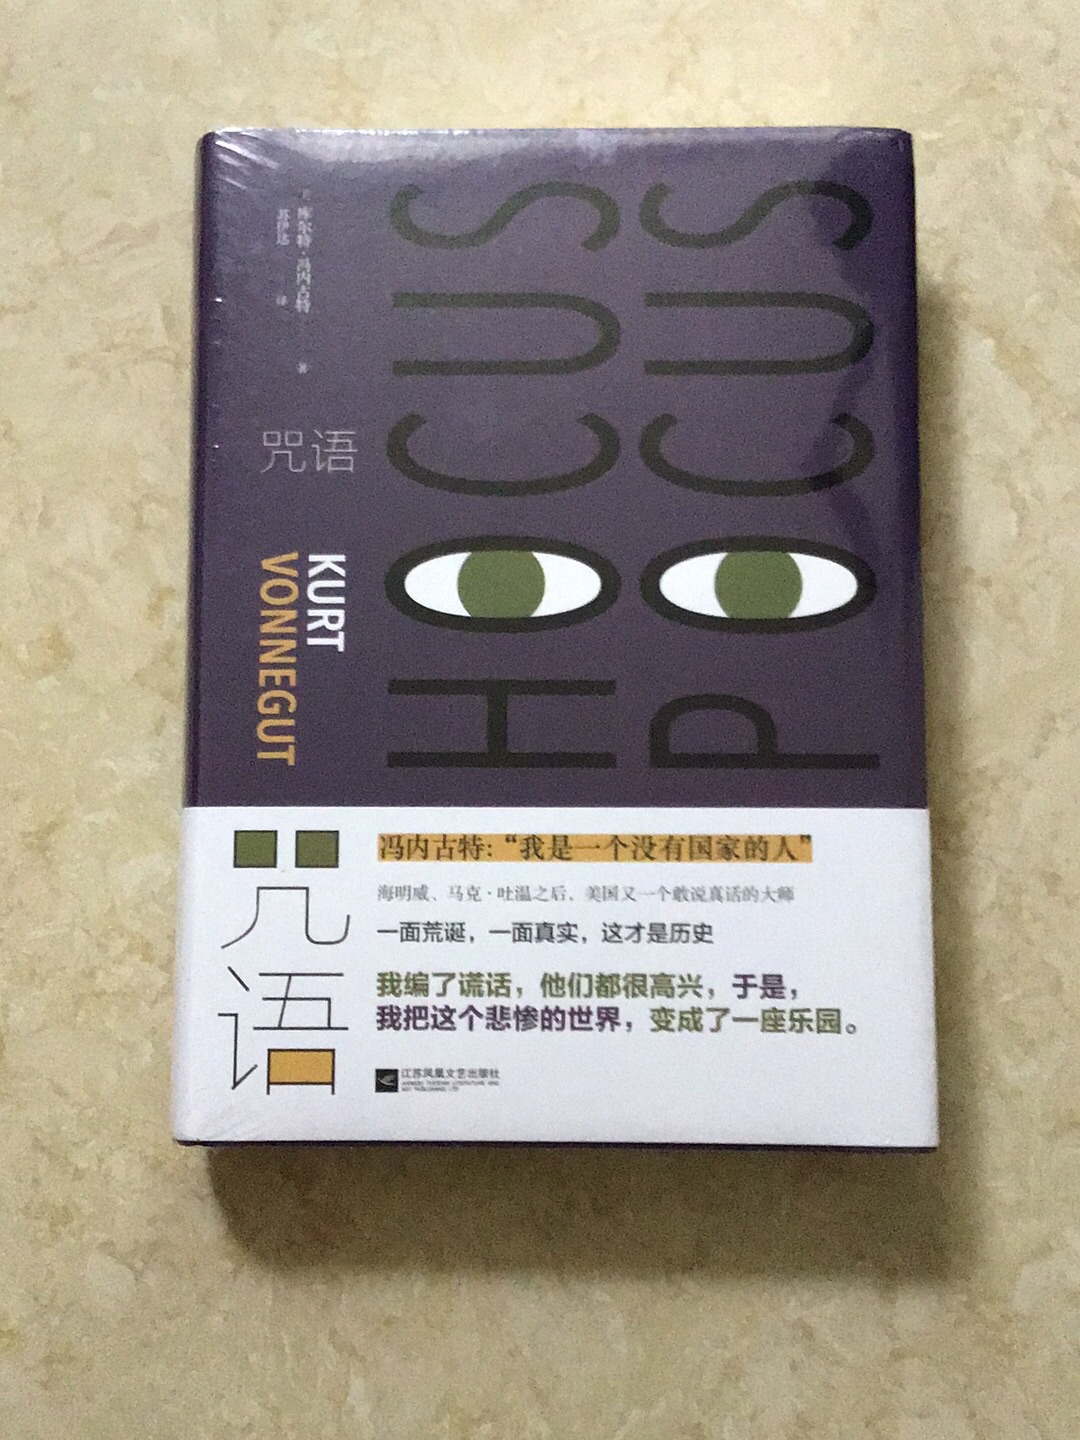 库尔特·冯内古特 著
苏伊达 译
咒语
KURT
VONNEGUT
HOCUS
POCUS
咒语
冯内古特:“我是一个没有国家的人”
海明威、马克·吐温之后，美国又一个敢说真话的大师
一面荒诞，一面真实，这才是历史
我编了谎话，他们都很高兴，于是，
我把这个悲惨的世界，变成了一座乐园。
江苏凤凰文艺出版社